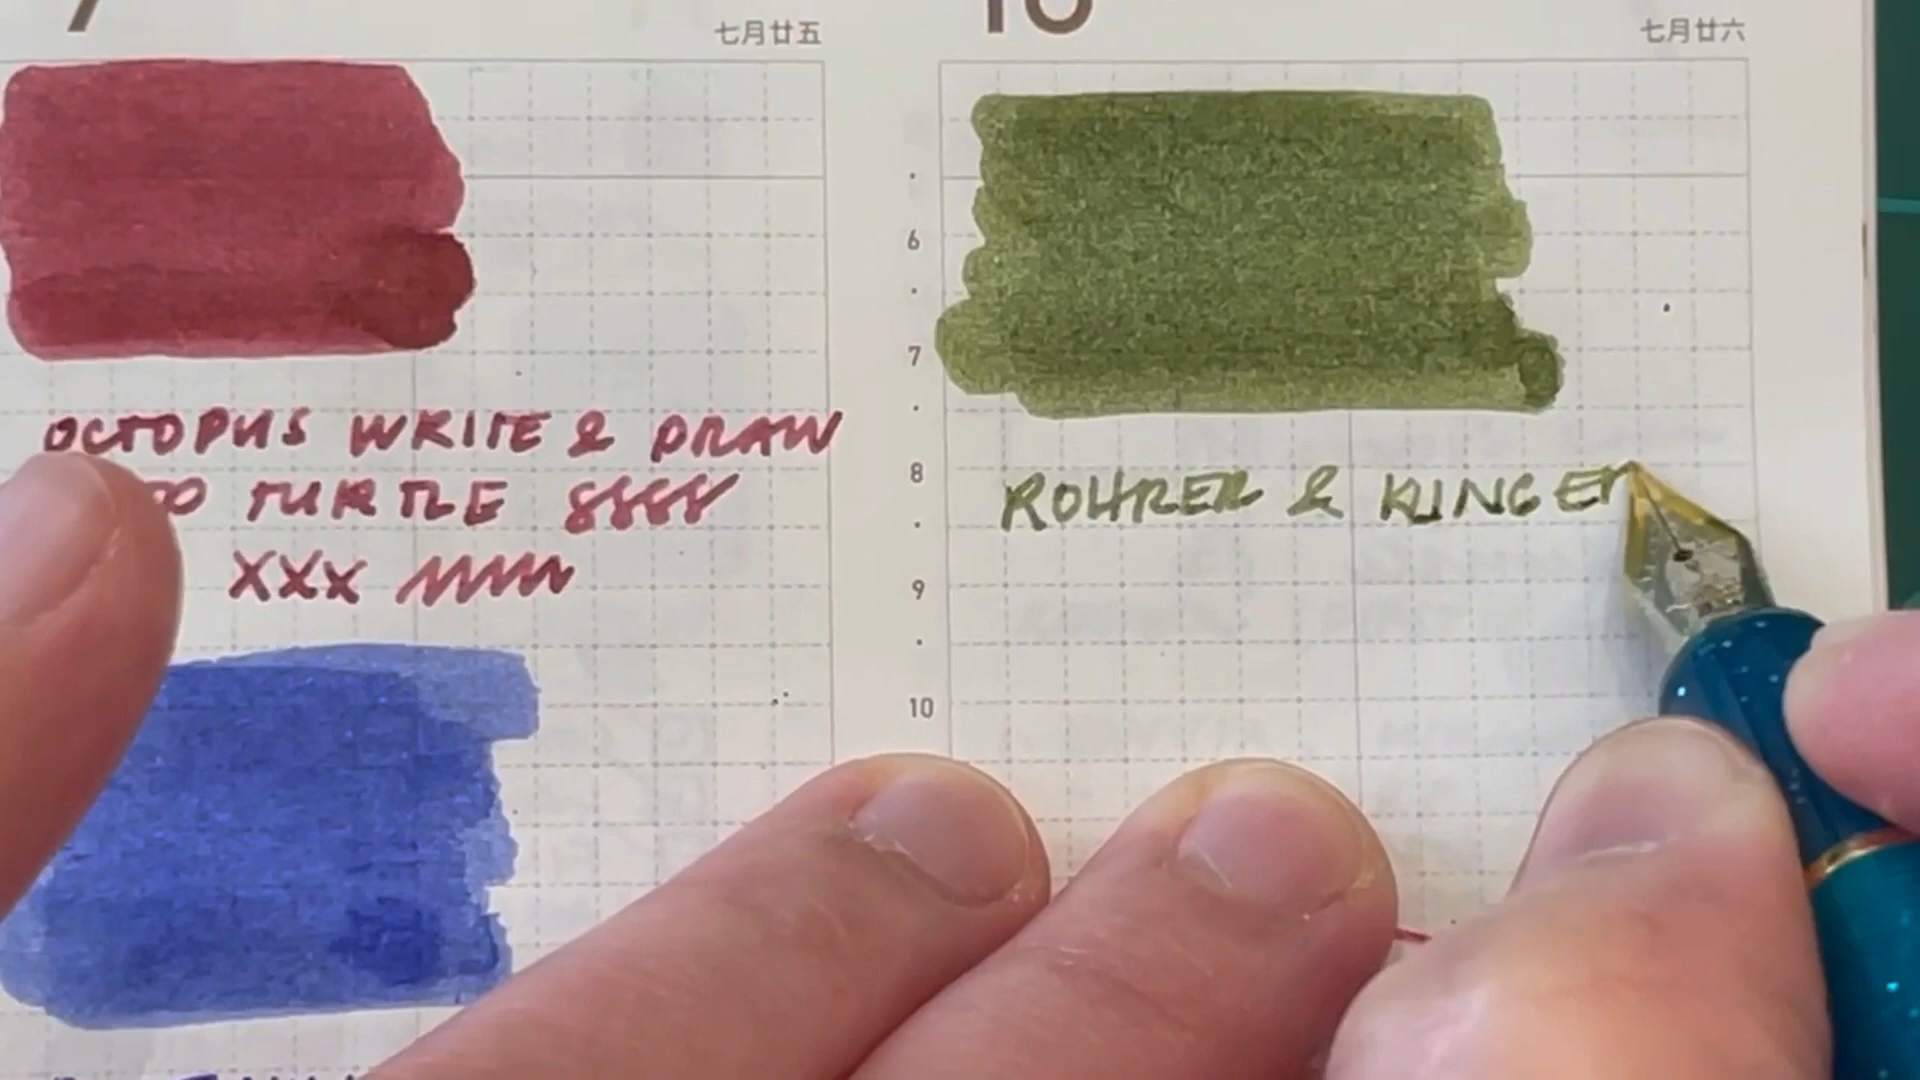 七月廿五
OCTOPUS WRITE & DRAW
TURTLE
XXX
10
七月廿六
6
7
8
ROHRER & KLINGER
9
10